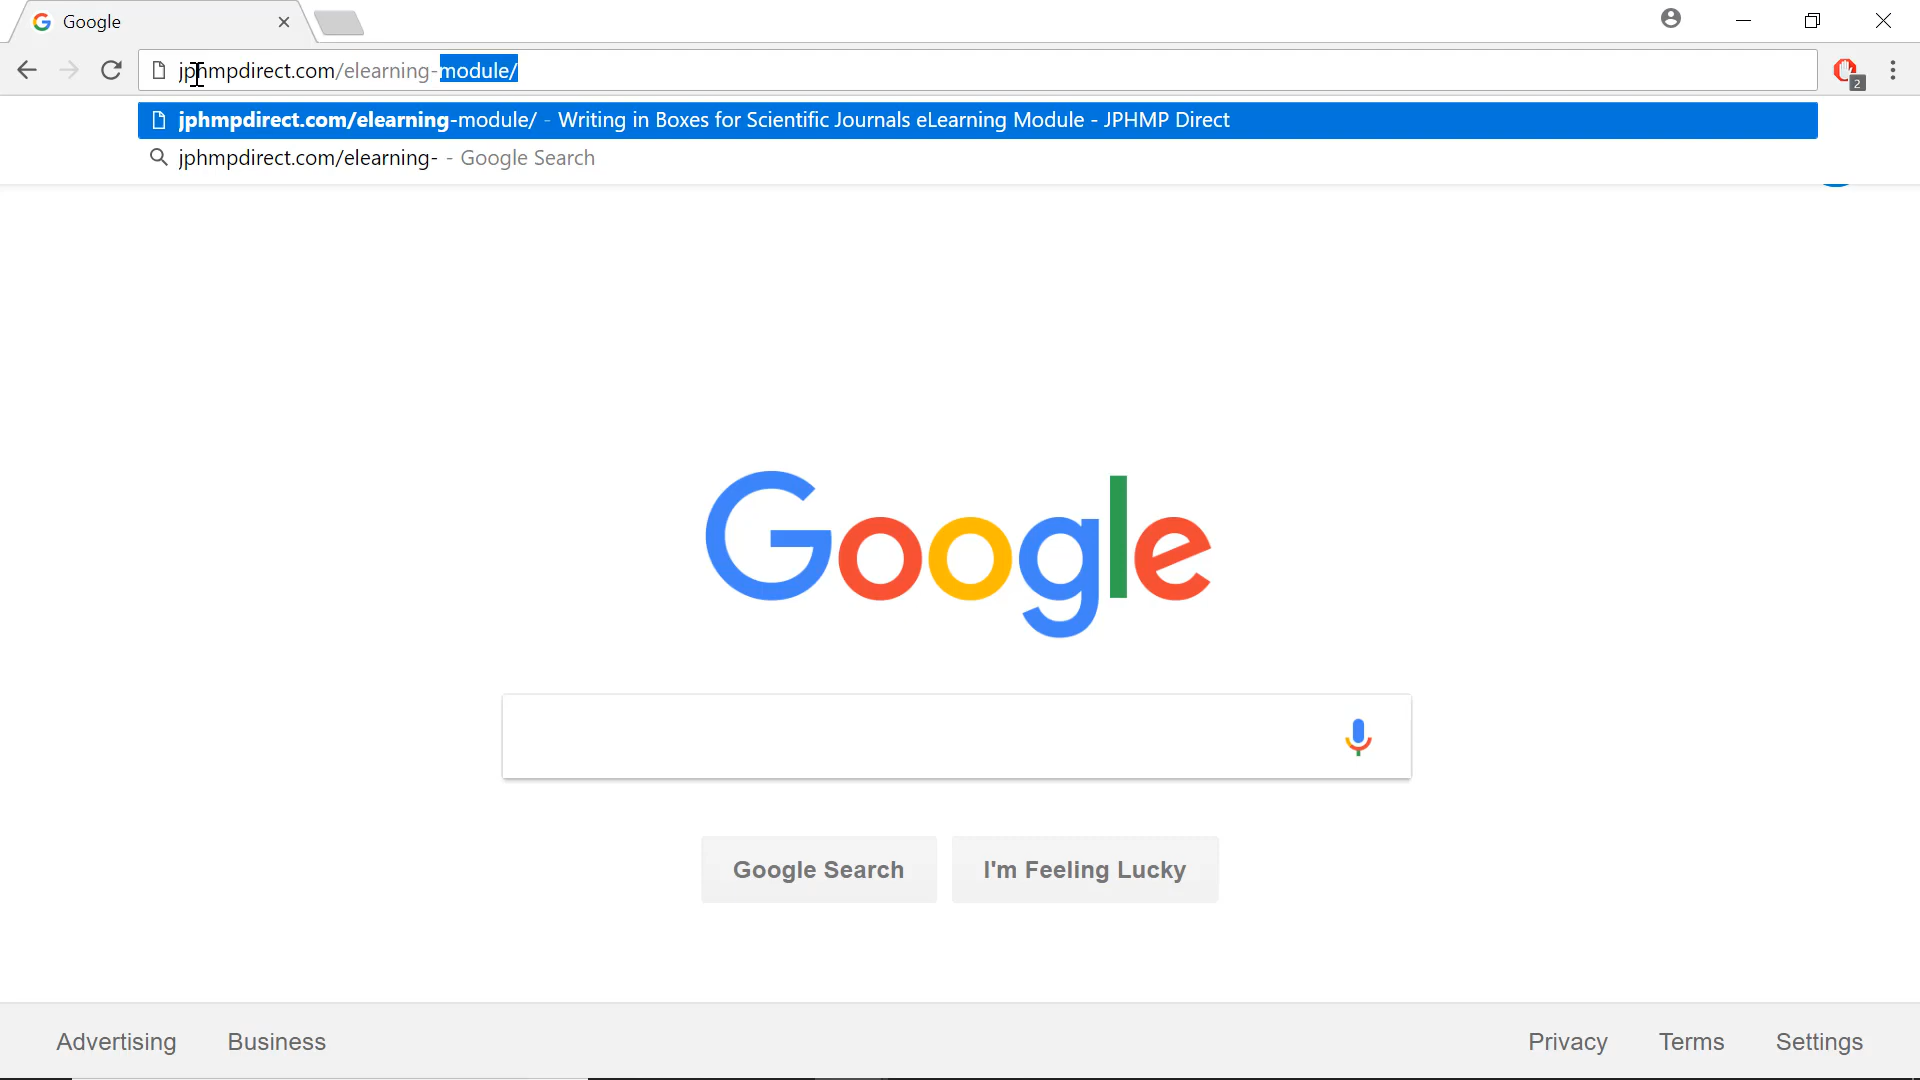 Google
jphmpdirect.com/elearning-module/
2
jphmpdirect.com/elearning-module/ - Writing in Boxes for Scientific Journals eLearning Module - JPHMP Direct
jphmpdirect.com/elearning- - Google Search
Google
Google Search I'm Feeling Lucky
Advertising Business Privacy Terms Settings